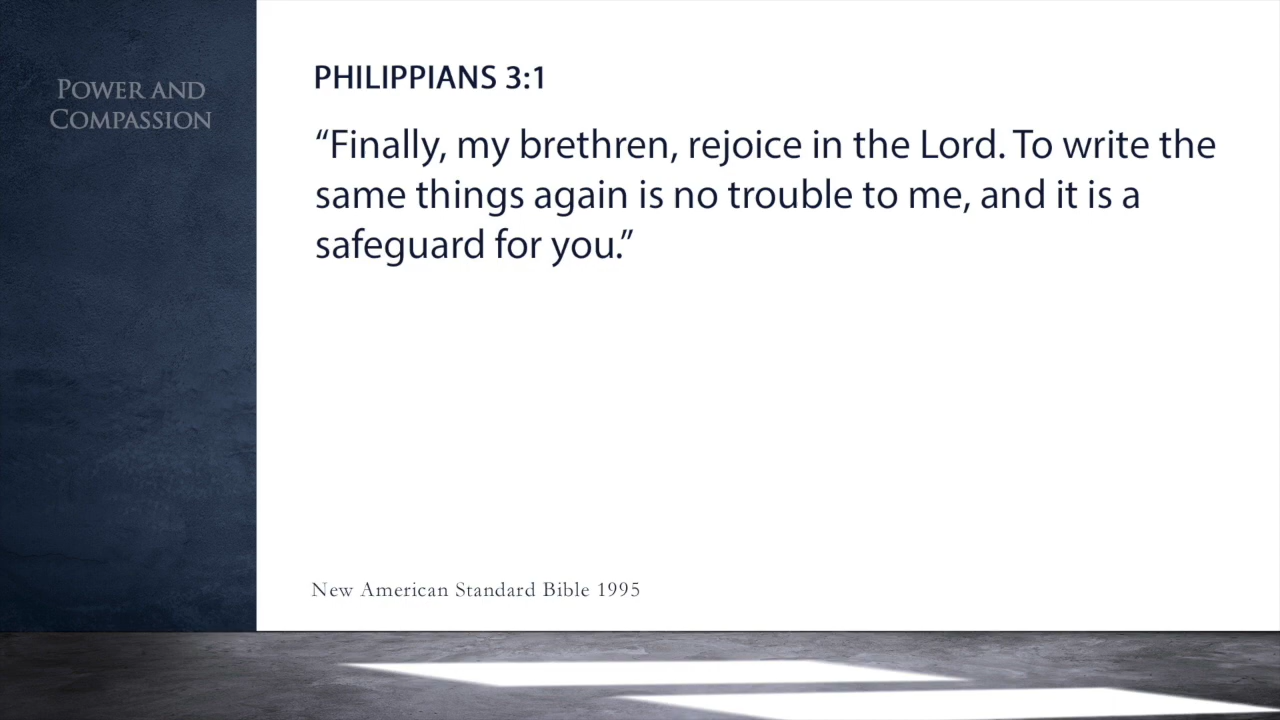 POWER AND
COMPASSION
PHILIPPIANS 3:1
“Finally, my brethren, rejoice in the Lord. To write the
same things again is no trouble to me, and it is a
safeguard for you.”
New American Standard Bible 1995